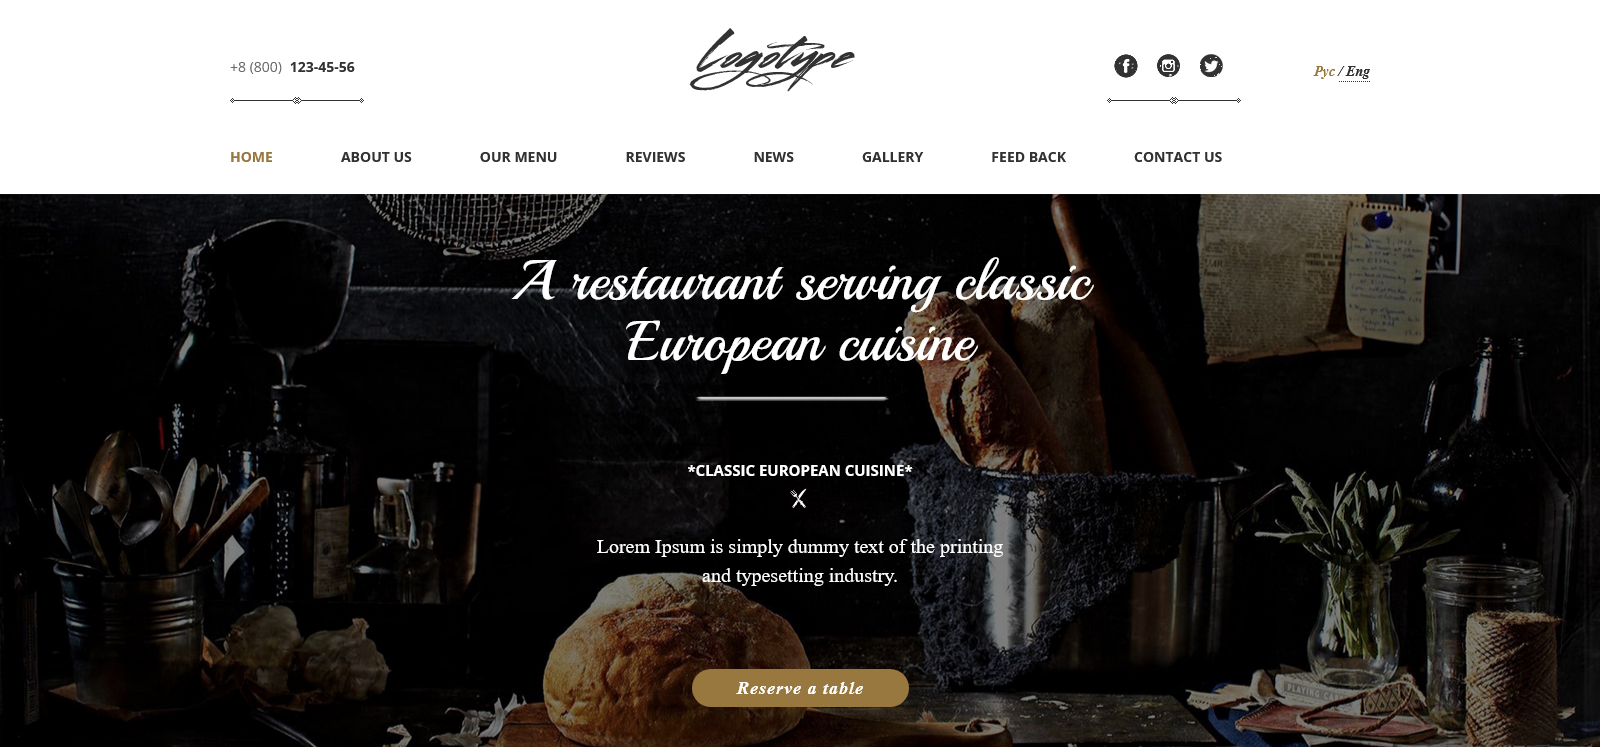 +8 (800) 123-45-56
Logotype
Рус / Eng
HOME ABOUT US OUR MENU REVIEWS NEWS GALLERY FEED BACK CONTACT US
A restaurant serving classic
European cuisine
*CLASSIC EUROPEAN CUISINE*
Lorem Ipsum is simply dummy text of the printing
and typesetting industry.
Reserve a table
PLAYING CARDS